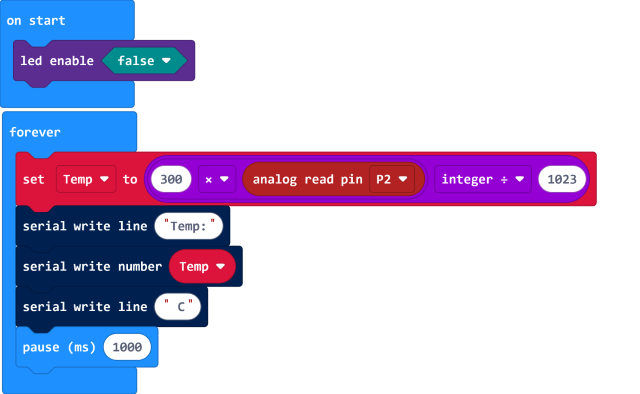 on start
led enable false
forever
set Temp to 300 × analog read pin P2 integer ÷ 1023
serial write line "Temp:"
serial write number Temp
serial write line " C"
pause (ms) 1000